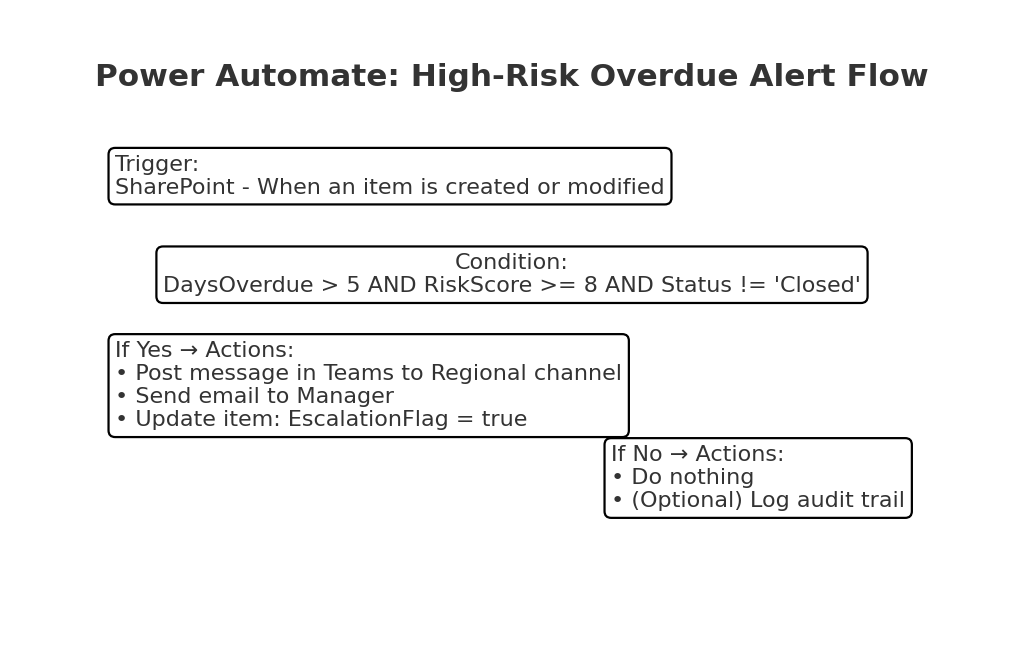 Power Automate: High-Risk Overdue Alert Flow
Trigger:
SharePoint - When an item is created or modified
Condition:
DaysOverdue > 5 AND RiskScore >= 8 AND Status != 'Closed'
If Yes → Actions:
• Post message in Teams to Regional channel
• Send email to Manager
• Update item: EscalationFlag = true
If No → Actions:
• Do nothing
• (Optional) Log audit trail